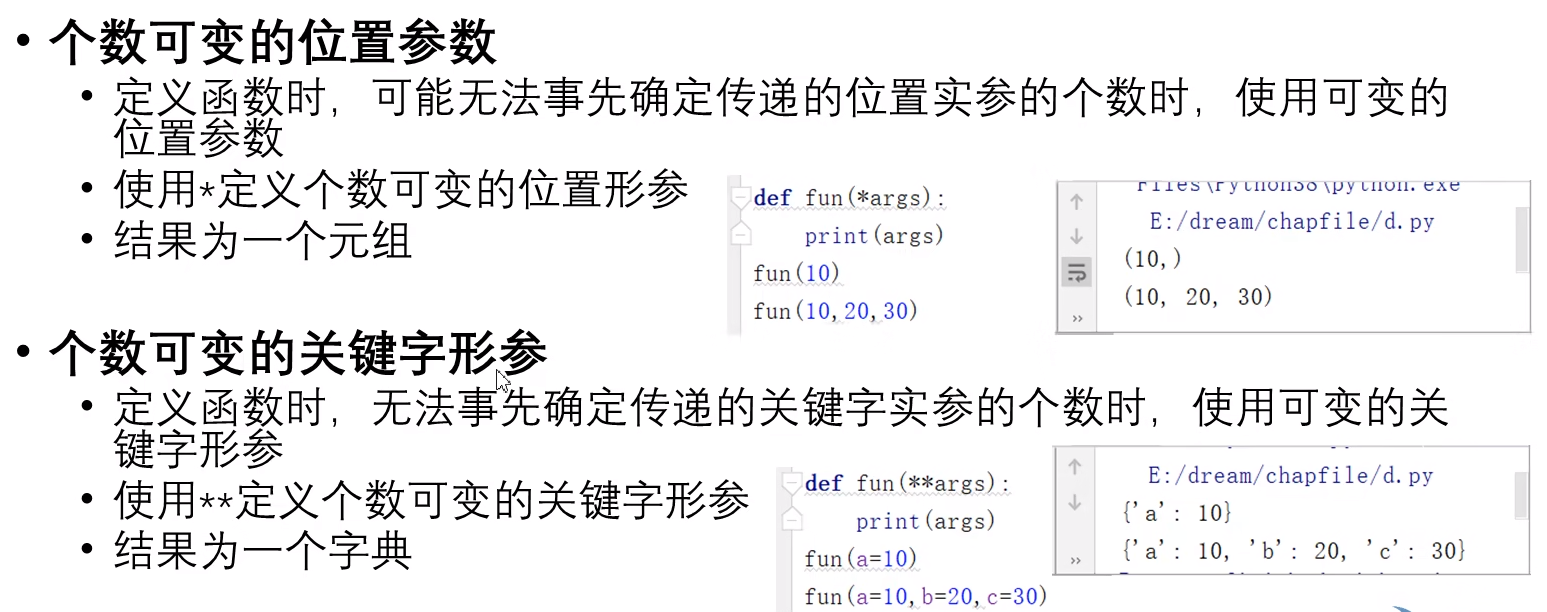 • 个数可变的位置参数
• 定义函数时，可能无法事先确定传递的位置实参的个数时，使用可变的
位置参数
• 使用*定义个数可变的位置形参
• 结果为一个元组
def fun(*args):
print(args)
fun(10)
fun(10,20,30)
Files\Python38\python.exe
E:/dream/chapfile/d.py
(10,)
(10, 20, 30)
• 个数可变的关键字形参
• 定义函数时，无法事先确定传递的关键字实参的个数时，使用可变的关
键字形参
• 使用**定义个数可变的关键字形参
• 结果为一个字典
def fun(**args):
print(args)
fun(a=10)
fun(a=10,b=20,c=30)
E:/dream/chapfile/d.py
{'a': 10}
{'a': 10, 'b': 20, 'c': 30}